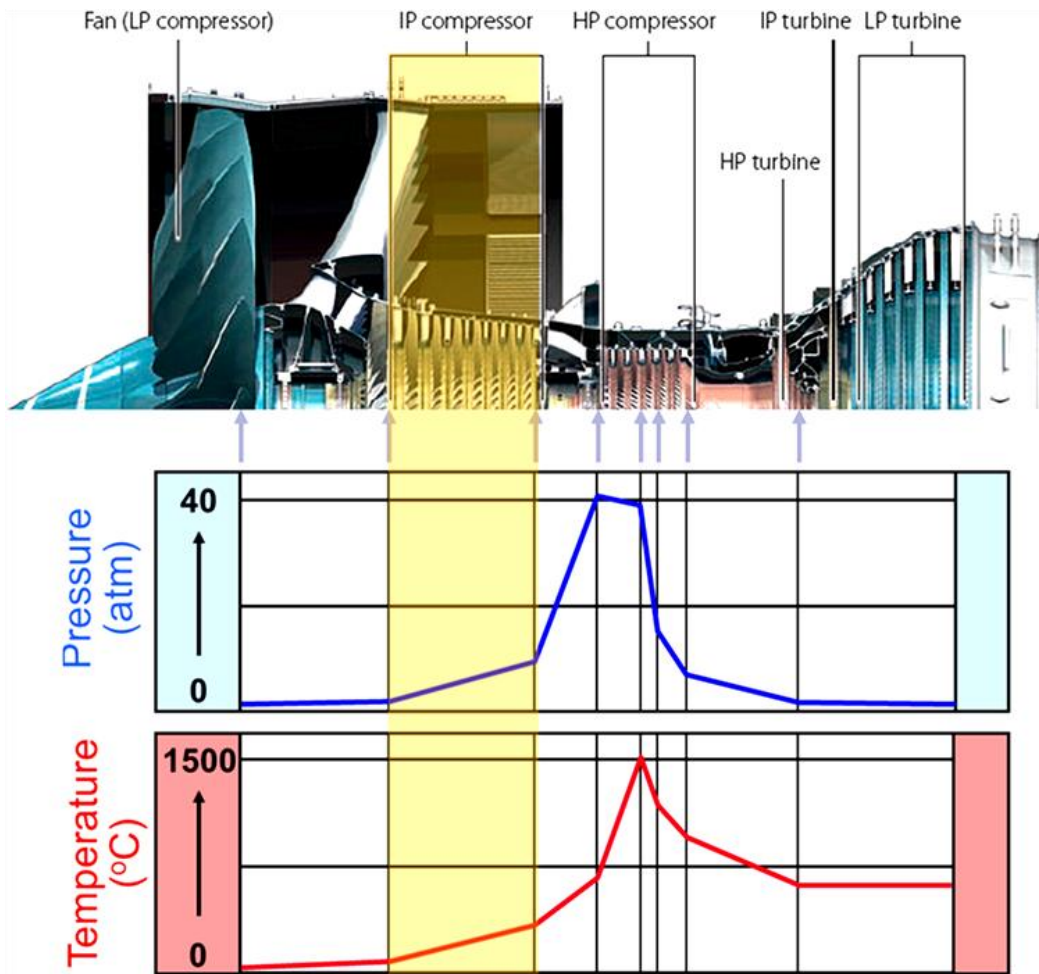 Fan (LP compressor)
IP compressor
HP compressor
IP turbine
LP turbine
HP turbine
Pressure
(atm)
40
0
Temperature
(ºC)
1500
0